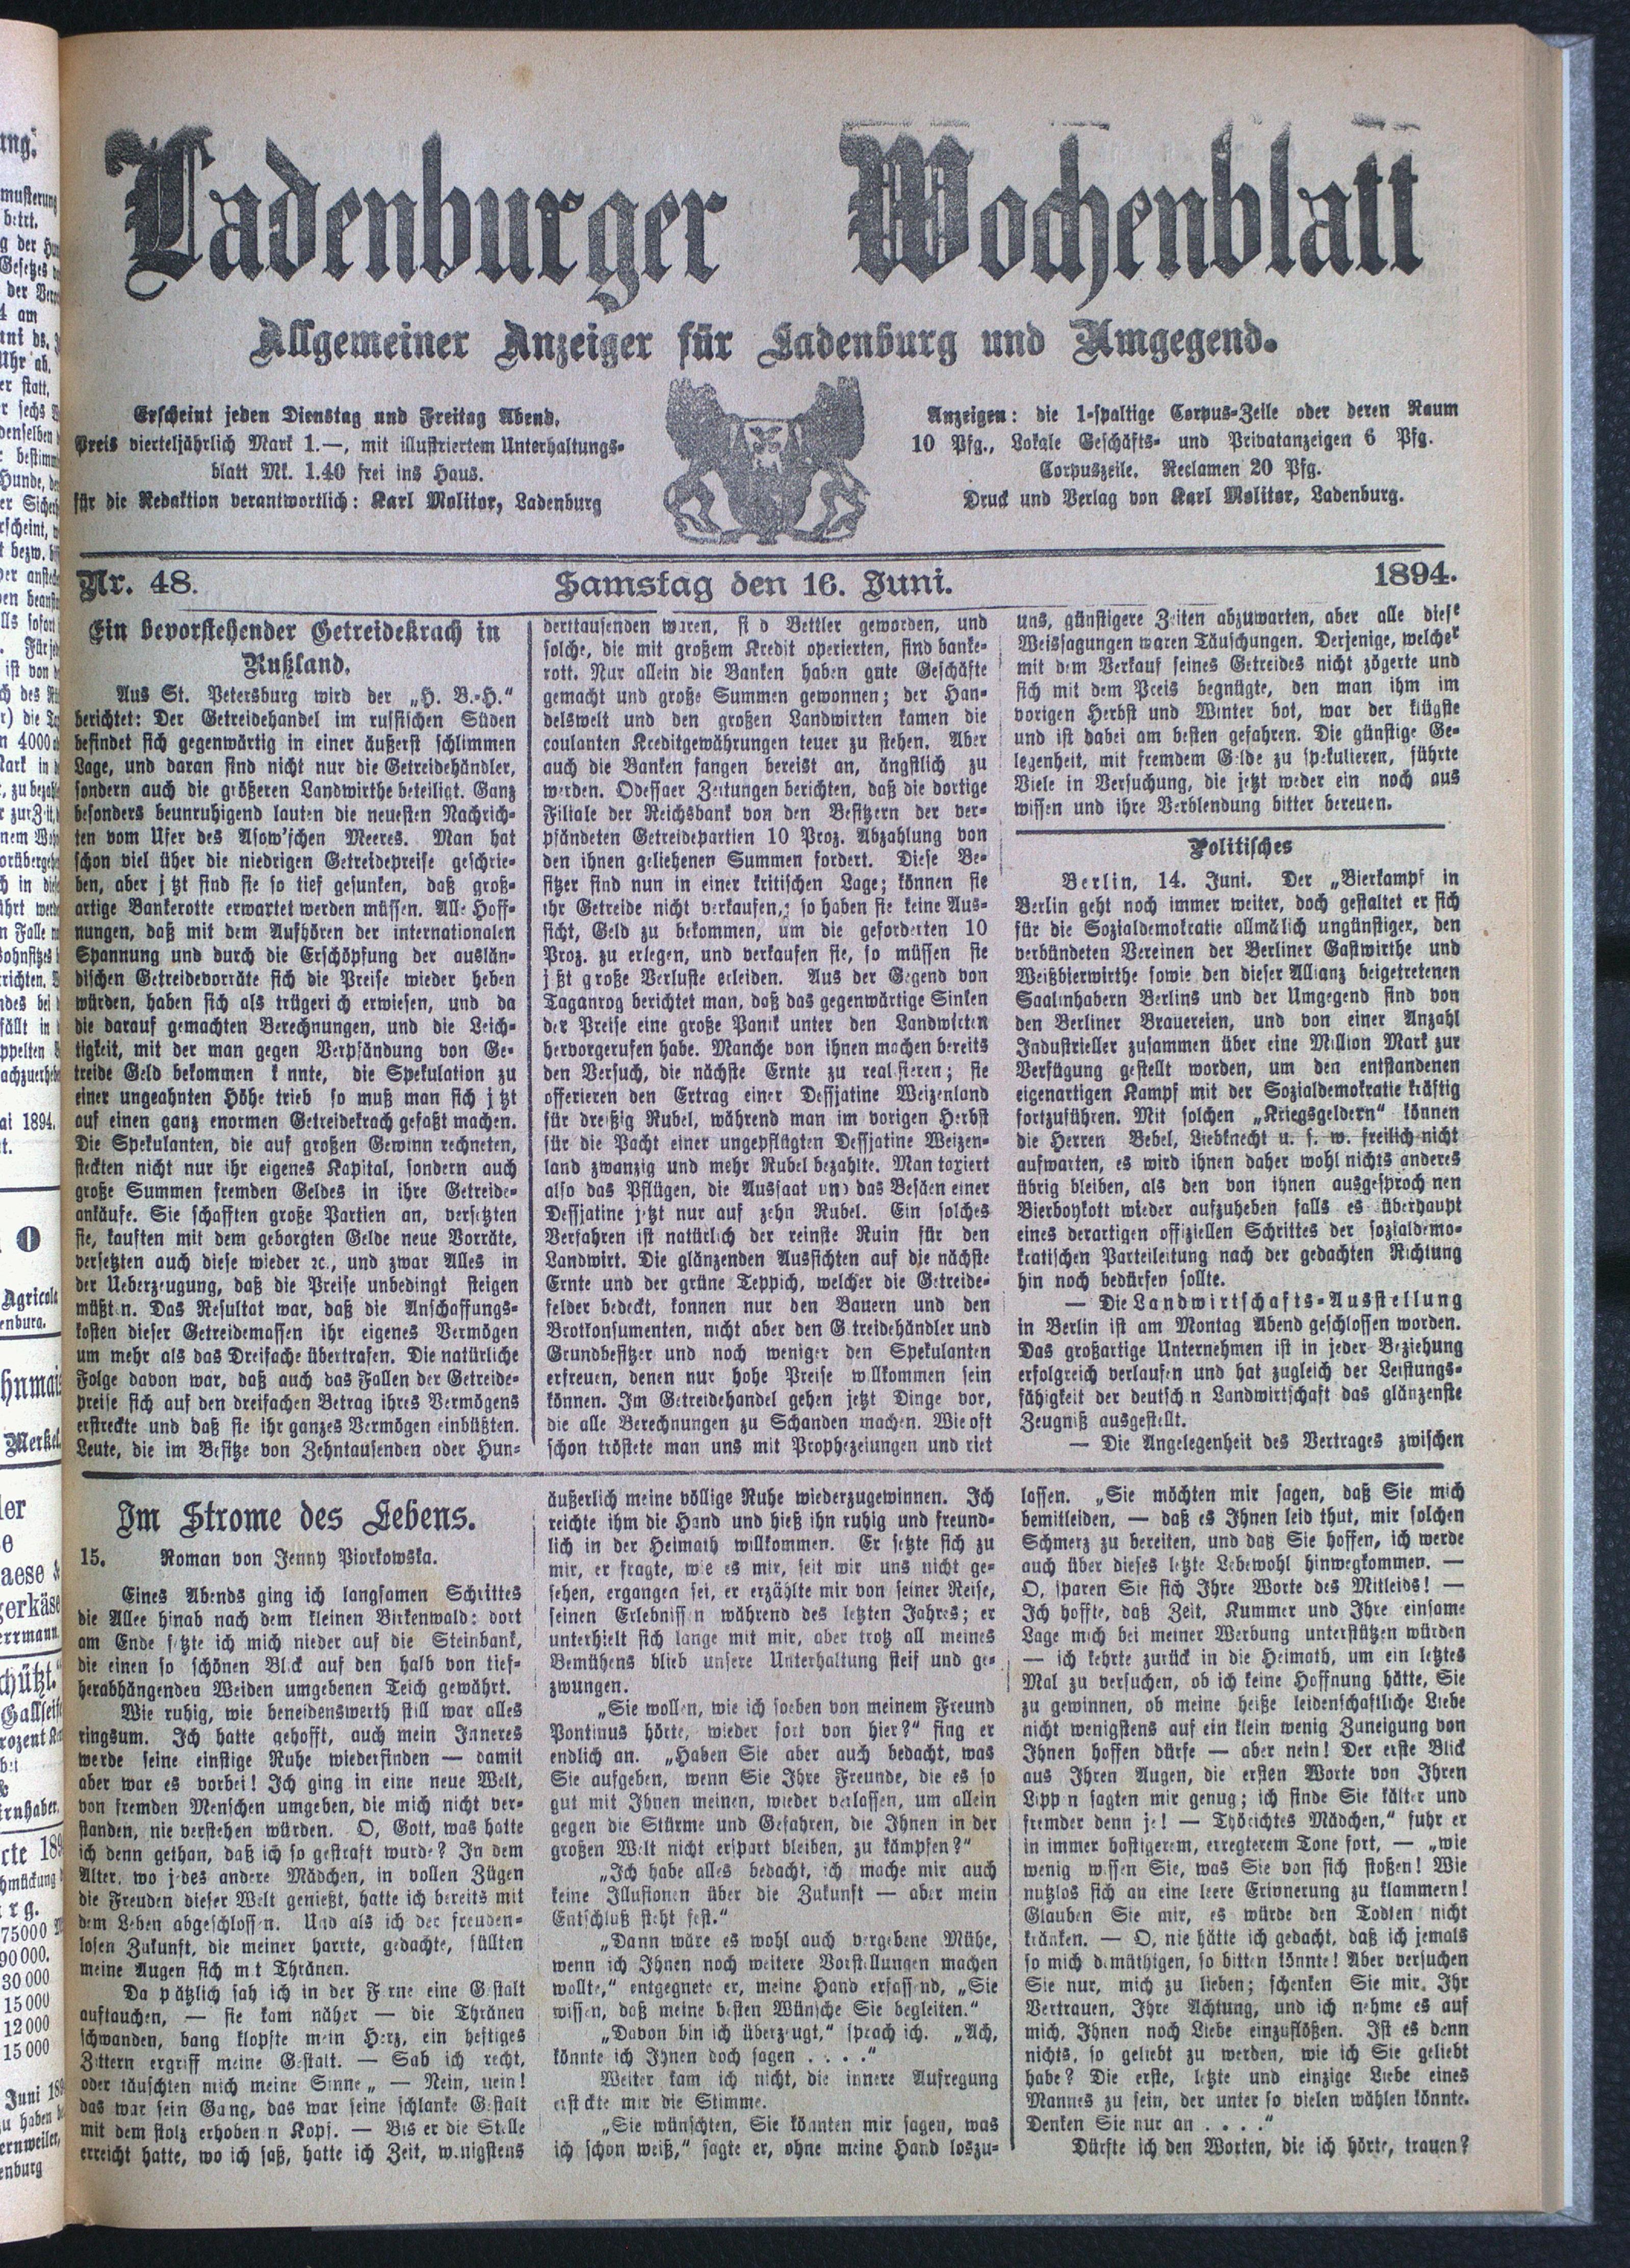 Ladenburger Wochenblatt
Allgemeiner Anzeiger für Ladenburg und Umgegend.
Erscheint jeden Dienstag und Freitag Abend.
Preis vierteljährlich Mark 1.—, mit illustriertem Unterhaltungs-
blatt Mk. 1.40 frei ins Haus.
für die Redaktion verantwortlich: Karl Molitor, Ladenburg
Anzeigen: die 1-spaltige Corpus-Zeile oder deren Raum
10 Pfg., Lokale Geschäfts- und Privatanzeigen 6 Pfg.
Corpuszeile. Reclamen 20 Pfg.
Druck und Verlag von Karl Molitor, Ladenburg.
Nr. 48.
Samstag den 16. Juni.
1894.
Ein bevorstehender Getreidekrach in
Rußland.
Aus St. Petersburg wird der „H. B.-H.“
berichtet: Der Getreidehandel im russischen Süden
befindet sich gegenwärtig in einer äußerst schlimmen
Lage, und daran sind nicht nur die Getreidehändler,
sondern auch die größeren Landwirthe beteiligt. Ganz
besonders beunruhigend lauten die neuesten Nachrich-
ten vom Ufer des Asow'schen Meeres. Man hat
schon viel über die niedrigen Getreidepreise geschrie-
ben, aber j tzt sind sie so tief gesunken, daß groß-
artige Bankerotte erwartet werden müssen. Alle Hoff-
nungen, daß mit dem Aufhören der internationalen
Spannung und durch die Erschöpfung der auslän-
dischen Getreidevorräte sich die Preise wieder heben
würden, haben sich als trügeri ch erwiesen, und da
die darauf gemachten Berechnungen, und die Leich-
tigkeit, mit der man gegen Verpfändung von Ge-
treide Geld bekommen k nnte, die Spekulation zu
einer ungeahnten Höhe trieb so muß man sich j tzt
auf einen ganz enormen Getreidekrach gefaßt machen.
Die Spekulanten, die auf großen Gewinn rechneten,
steckten nicht nur ihr eigenes Kapital, sondern auch
große Summen fremden Geldes in ihre Getreide-
ankäufe. Sie schafften große Partien an, versetzten
sie, kauften mit dem geborgten Gelde neue Vorräte,
versetzten auch diese wieder ꝛc., und zwar Alles in
der Ueberzeugung, daß die Preise unbedingt steigen
müßt n. Das Resultat war, daß die Anschaffungs-
kosten dieser Getreidemassen ihr eigenes Vermögen
um mehr als das Dreifache übertrafen. Die natürliche
Folge davon war, daß auch das Fallen der Getreide-
preise sich auf den dreifachen Betrag ihres Vermögens
erstreckte und daß sie ihr ganzes Vermögen einbüßten.
Leute, die im Besitze von Zehntausenden oder Hun-
derttausenden waren, si d Bettler geworden, und
solche, die mit großem Kredit operierten, sind banke-
rott. Nur allein die Banken haben gute Geschäfte
gemacht und große Summen gewonnen; der Han-
delswelt und den großen Landwirten kamen die
coulanten Kreditgewährungen teuer zu stehen. Aber
auch die Banken fangen bereist an, ängstlich zu
werden. Odessaer Zeitungen berichten, daß die dortige
Filiale der Reichsbank von den Besitzern der ver-
pfändeten Getreidepartien 10 Proz. Abzahlung von
den ihnen geliehenen Summen fordert. Diese Be-
sitzer sind nun in einer kritischen Lage; können sie
ihr Getreide nicht verkaufen, so haben sie keine Aus-
sicht, Geld zu bekommen, um die geforderten 10
Proz. zu erlegen, und verkaufen sie, so müssen sie
j tzt große Verluste erleiden. Aus der Gegend von
Taganrog berichtet man, daß das gegenwärtige Sinken
der Preise eine große Panik unter den Landwirten
hervorgerufen habe. Manche von ihnen machen bereits
den Versuch, die nächste Ernte zu real sieren; sie
offerieren den Ertrag einer Dessjatine Weizenland
für dreißig Rubel, während man im vorigen Herbst
für die Pacht einer ungepflügten Dessjatine Weizen-
land zwanzig und mehr Rubel bezahlte. Man taxiert
also das Pflügen, die Aussaat und das Besäen einer
Dessjatine jetzt nur auf zehn Rubel. Ein solches
Verfahren ist natürlich der reinste Ruin für den
Landwirt. Die glänzenden Aussichten auf die nächste
Ernte und der grüne Teppich, welcher die Getreide-
felder bedeckt, konnen nur den Bauern und den
Brotkonsumenten, nicht aber den G treidehändler und
Grundbesitzer und noch weniger den Spekulanten
erfreuen, denen nur hohe Preise willkommen sein
können. Im Getreidehandel gehen jetzt Dinge vor,
die alle Berechnungen zu Schanden machen. Wie oft
schon tröstete man uns mit Prophezeiungen und riet
uns, günstigere Zeiten abzuwarten, aber alle diese
Weissagungen waren Täuschungen. Derjenige, welcher
mit dem Verkauf seines Getreides nicht zögerte und
sich mit dem Preis begnügte, den man ihm im
vorigen Herbst und Winter bot, war der klügste
und ist dabei am besten gefahren. Die günstige Ge-
legenheit, mit fremdem Gelde zu spekulieren, führte
Viele in Versuchung, die jetzt weder ein noch aus
wissen und ihre Verblendung bitter bereuen.
Politisches
Berlin, 14. Juni. Der „Bierkampf in
Berlin geht noch immer weiter, doch gestaltet er sich
für die Sozialdemokratie allmälich ungünstiger, den
verbündeten Vereinen der Berliner Gastwirthe und
Weißbierwirthe sowie den dieser Allianz beigetretenen
Saalinhabern Berlins und der Umgegend sind von
den Berliner Brauereien, und von einer Anzahl
Industrieller zusammen über eine Million Mark zur
Verfügung gestellt worden, um den entstandenen
eigenartigen Kampf mit der Sozialdemokratie kräftig
fortzuführen. Mit solchen „Kriegsgeldern“ können
die Herren Bebel, Liebknecht u. s. w. freilich nicht
aufwarten, es wird ihnen daher wohl nichts anderes
übrig bleiben, als den von ihnen ausgesproch nen
Bierboykott wieder aufzuheben falls es überhaupt
eines derartigen offiziellen Schrittes der sozialdemo-
kratischen Parteileitung nach der gedachten Richtung
hin noch bedürfen sollte.
— Die Landwirtschafts-Ausstellung
in Berlin ist am Montag Abend geschlossen worden.
Das großartige Unternehmen ist in jeder Beziehung
erfolgreich verlaufen und hat zugleich der Leistungs-
fähigkeit der deutsch n Landwirtschaft das glänzenste
Zeugniß ausgestellt.
— Die Angelegenheit des Vertrages zwischen
Im Strome des Lebens.
15. Roman von Jenny Piorkowska.
Eines Abends ging ich langsamen Schrittes
die Allee hinab nach dem kleinen Birkenwald: dort
am Ende setzte ich mich nieder auf die Steinbank,
die einen so schönen Blick auf den halb von tief-
herabhängenden Weiden umgebenen Teich gewährt.
Wie ruhig, wie beneidenswerth still war alles
ringsum. Ich hatte gehofft, auch mein Inneres
werde seine einstige Ruhe wiederfinden — damit
aber war es vorbei! Ich ging in eine neue Welt,
von fremden Menschen umgeben, die mich nicht ver-
standen, nie verstehen würden. O, Gott, was hatte
ich denn gethan, daß ich so gestraft wurde? In dem
Alter, wo jedes andere Mädchen, in vollen Zügen
die Freuden dieser Welt genießt, hatte ich bereits mit
dem Leben abgeschlossen. Und als ich der freuden-
losen Zukunft, die meiner harrte, gedachte, füllten
meine Augen sich m t Thränen.
Da p ätzlich sah ich in der F rne eine Gestalt
auftauchen, — sie kam näher — die Thränen
schwanden, bang klopfte mein Herz, ein heftiges
Zittern ergriff meine Gestalt. — Sah ich recht,
oder täuschten mich meine Sinne„ — Nein, nein!
das war sein Gang, das war seine schlanke Gestalt
mit dem stolz erhoben n Kopf. — Bis er die Stelle
erreicht hatte, wo ich saß, hatte ich Zeit, wenigstens
äußerlich meine völlige Ruhe wiederzugewinnen. Ich
reichte ihm die Hand und hieß ihn ruhig und freund-
lich in der Heimath willkommen. Er setzte sich zu
mir, er fragte, wie es mir, seit wir uns nicht ge-
sehen, ergangen sei, er erzählte mir von seiner Reise,
seinen Erlebnissen während des letzten Jahres; er
unterhielt sich lange mit mir, aber trotz all meines
Bemühens blieb unsere Unterhaltung steif und ge-
zwungen.
„Sie wollen, wie ich soeben von meinem Freund
Pontinus hörte, wieder fort von hier?“ fing er
endlich an. „Haben Sie aber auch bedacht, was
Sie aufgeben, wenn Sie Ihre Freunde, die es so
gut mit Ihnen meinen, wieder verlassen, um allein
gegen die Stürme und Gefahren, die Ihnen in der
großen Welt nicht erspart bleiben, zu kämpfen?“
„Ich habe alles bedacht, ich mache mir auch
keine Illusionen über die Zukunft — aber mein
Entschluß steht fest.“
„Dann wäre es wohl auch vergebene Mühe,
wenn ich Ihnen noch weitere Vorstellungen machen
wollte,“ entgegnete er, meine Hand erfassend, „Sie
wissen, daß meine besten Wünsche Sie begleiten.“
„Davon bin ich überzeugt,“ sprach ich. „Ach,
könnte ich Ihnen doch sagen . . . .“
Weiter kam ich nicht, die innere Aufregung
erst ckte mir die Stimme.
„Sie wünschten, Sie könnten mir sagen, was
ich schon weiß,“ sagte er, ohne meine Hand loszu-
lassen. „Sie möchten mir sagen, daß Sie mich
bemitleiden, — daß es Ihnen leid thut, mir solchen
Schmerz zu bereiten, und daß Sie hoffen, ich werde
auch über dieses letzte Lebewohl hinwegkommen. —
O, sparen Sie sich Ihre Worte des Mitleids! —
Ich hoffte, daß Zeit, Kummer und Ihre einsame
Lage mich bei meiner Werbung unterstützen würden
— ich kehrte zurück in die Heimath, um ein letztes
Mal zu versuchen, ob ich keine Hoffnung hätte, Sie
zu gewinnen, ob meine heiße leidenschaftliche Liebe
nicht wenigstens auf ein klein wenig Zuneigung von
Ihnen hoffen dürfe — aber nein! Der erste Blick
aus Ihren Augen, die ersten Worte von Ihren
Lipp n sagten mir genug; ich finde Sie kälter und
fremder denn je! — Thörichtes Mädchen,“ fuhr er
in immer hastigerem, erregterem Tone fort, — „wie
wenig wissen Sie, was Sie von sich stoßen! Wie
nutzlos sich an eine leere Erinnerung zu klammern!
Glauben Sie mir, es würde den Todten nicht
kränken. — O, nie hätte ich gedacht, daß ich jemals
so mich demüthigen, so bitten könnte! Aber versuchen
Sie nur, mich zu lieben; schenken Sie mir. Ihr
Vertrauen, Ihre Achtung, und ich nehme es auf
mich, Ihnen noch Liebe einzuflößen. Ist es denn
nichts, so geliebt zu werden, wie ich Sie geliebt
habe? Die erste, letzte und einzige Liebe eines
Mannes zu sein, der unter so vielen wählen könnte.
Denken Sie nur an . . . .“
Dürfte ich den Worten, die ich hörte, trauen?